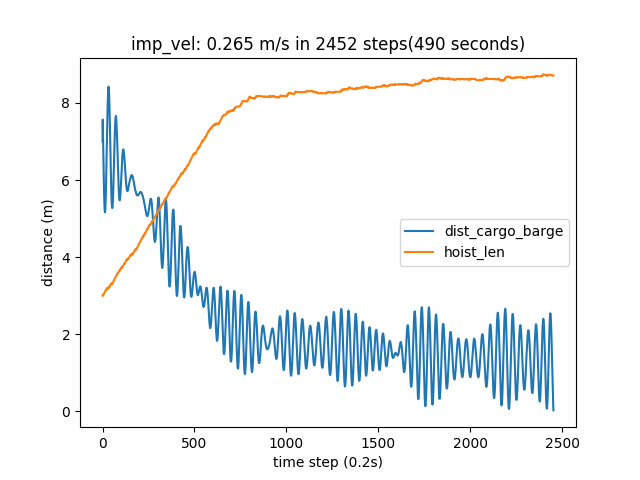 imp_vel: 0.265 m/s in 2452 steps(490 seconds)
distance (m)
8
6
4
2
0
dist_cargo_barge
hoist_len
0 500 1000 1500 2000 2500
time step (0.2s)